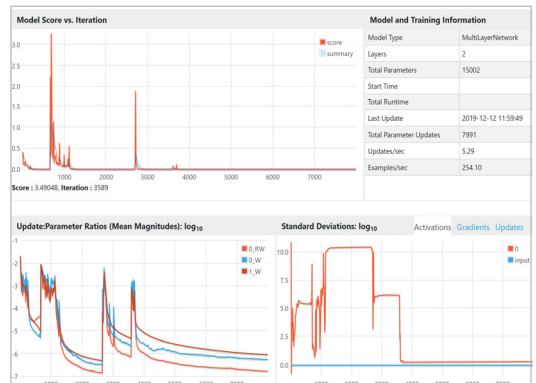 Model Score vs. Iteration
3.0
2.5
2.0
1.5
1.0
0.5
0.0
score
summary
1000 2000 3000 4000 5000 6000 7000
Score : 3.49048, Iteration : 3589
Model and Training Information
Model Type MultiLayerNetwork
Layers 2
Total Parameters 15002
Start Time
Total Runtime
Last Update 2019-12-12 11:59:49
Total Parameter Updates 7991
Updates/sec 5.29
Examples/sec 254.10
Update:Parameter Ratios (Mean Magnitudes): log₁₀
-1
-2
-3
-4
-5
-6
-7
0_RW
0_W
1_W
Standard Deviations: log₁₀ Activations Gradients Updates
10.0
7.5
5.0
2.5
0.0
0
input